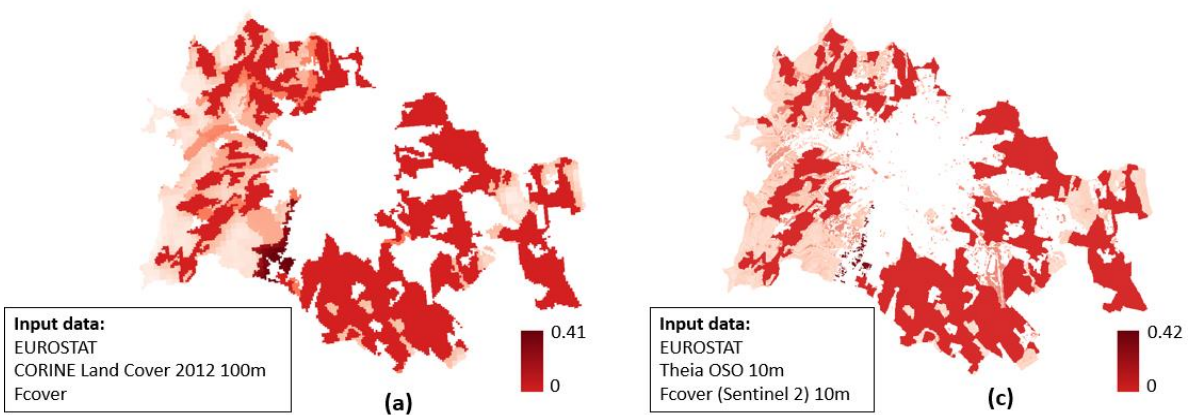 Input data:
EUROSTAT
CORINE Land Cover 2012 100m
Fcover
0.41
0
(a)
Input data:
EUROSTAT
Theia OSO 10m
Fcover (Sentinel 2) 10m
0.42
0
(c)